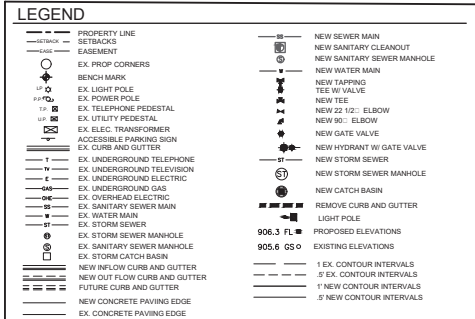 LEGEND
PROPERTY LINE
SETBACK SETBACKS
EASE EASEMENT
EX. PROP CORNERS
BENCH MARK
LP EX. LIGHT POLE
P.P. EX. POWER POLE
T.P. EX. TELEPHONE PEDESTAL
U.P. EX. UTILITY PEDESTAL
EX. ELEC. TRANSFORMER
ACCESSIBLE PARKING SIGN
EX. CURB AND GUTTER
T EX. UNDERGROUND TELEPHONE
TV EX. UNDERGROUND TELEVISION
E EX. UNDERGROUND ELECTRIC
GAS EX. UNDERGROUND GAS
OHE EX. OVERHEAD ELECTRIC
SS EX. SANITARY SEWER MAIN
W EX. WATER MAIN
ST EX. STORM SEWER
EX. STORM SEWER MANHOLE
S EX. SANITARY SEWER MANHOLE
EX. STORM CATCH BASIN
NEW INFLOW CURB AND GUTTER
NEW OUT FLOW CURB AND GUTTER
FUTURE CURB AND GUTTER
NEW CONCRETE PAVIING EDGE
EX. CONCRETE PAVIING EDGE
SS NEW SEWER MAIN
NEW SANITARY CLEANOUT
S NEW SANITARY SEWER MANHOLE
W NEW WATER MAIN
NEW TAPPING
TEE W/ VALVE
NEW TEE
NEW 22 1/2□ ELBOW
NEW 90□ ELBOW
NEW GATE VALVE
NEW HYDRANT W/ GATE VALVE
ST NEW STORM SEWER
ST NEW STORM SEWER MANHOLE
NEW CATCH BASIN
REMOVE CURB AND GUTTER
LIGHT POLE
906.3 FL PROPOSED ELEVATIONS
905.6 GS EXISTING ELEVATIONS
1 EX. CONTOUR INTERVALS
.5' EX. CONTOUR INTERVALS
1' NEW CONTOUR INTERVALS
.5' NEW CONTOUR INTERVALS